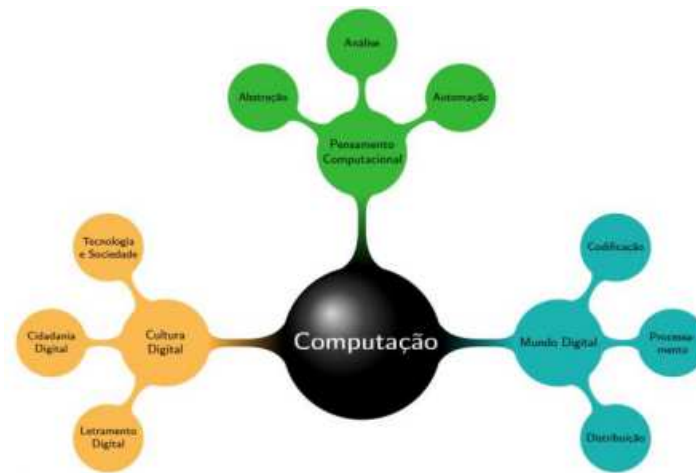 Análise
Abstração
Automação
Pensamento
Computacional
Tecnologia
e Sociedade
Cidadania
Digital
Letramento
Digital
Cultura
Digital
Computação
Mundo Digital
Codificação
Processa-
mento
Distribuição